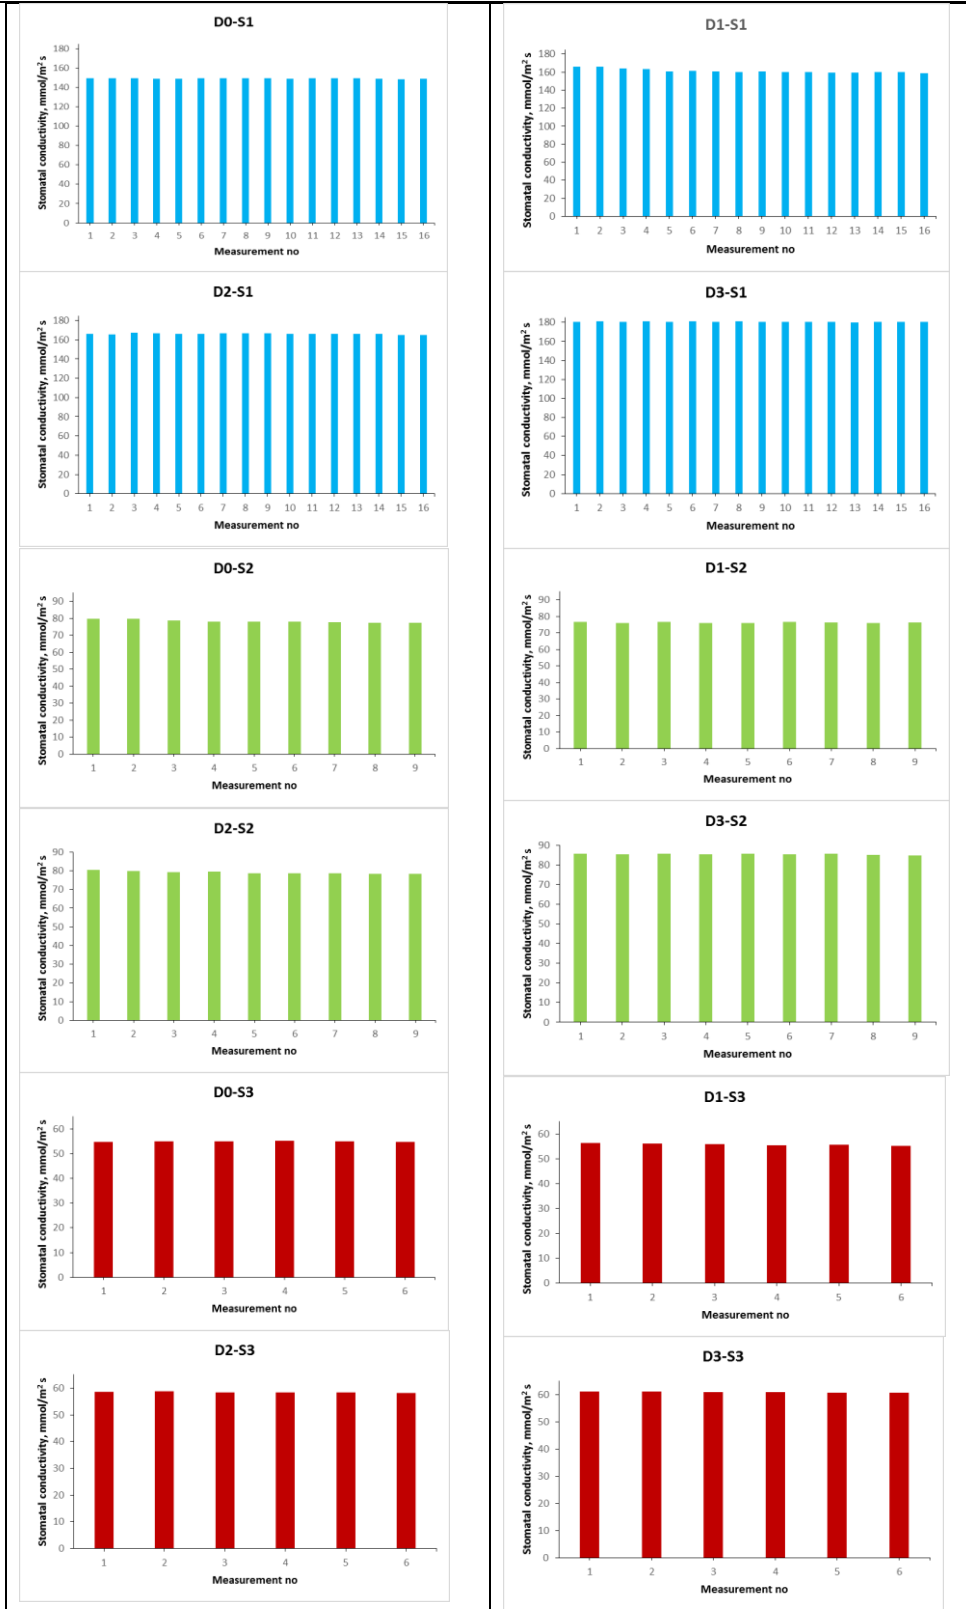 D0-S1
Stomatal conductivity, mmol/m² s
180
160
140
120
100
80
60
40
20
0
1 2 3 4 5 6 7 8 9 10 11 12 13 14 15 16
Measurement no
D1-S1
Stomatal conductivity, mmol/m² s
180
160
140
120
100
80
60
40
20
0
1 2 3 4 5 6 7 8 9 10 11 12 13 14 15 16
Measurement no
D2-S1
Stomatal conductivity, mmol/m² s
180
160
140
120
100
80
60
40
20
0
1 2 3 4 5 6 7 8 9 10 11 12 13 14 15 16
Measurement no
D3-S1
Stomatal conductivity, mmol/m² s
180
160
140
120
100
80
60
40
20
0
1 2 3 4 5 6 7 8 9 10 11 12 13 14 15 16
Measurement no
D0-S2
Stomatal conductivity, mmol/m² s
90
80
70
60
50
40
30
20
10
0
1 2 3 4 5 6 7 8 9
Measurement no
D1-S2
Stomatal conductivity, mmol/m² s
90
80
70
60
50
40
30
20
10
0
1 2 3 4 5 6 7 8 9
Measurement no
D2-S2
Stomatal conductivity, mmol/m² s
90
80
70
60
50
40
30
20
10
0
1 2 3 4 5 6 7 8 9
Measurement no
D3-S2
Stomatal conductivity, mmol/m² s
90
80
70
60
50
40
30
20
10
0
1 2 3 4 5 6 7 8 9
Measurement no
D0-S3
Stomatal conductivity, mmol/m² s
60
50
40
30
20
10
0
1 2 3 4 5 6
Measurement no
D1-S3
Stomatal conductivity, mmol/m² s
60
50
40
30
20
10
0
1 2 3 4 5 6
Measurement no
D2-S3
Stomatal conductivity, mmol/m² s
60
50
40
30
20
10
0
1 2 3 4 5 6
Measurement no
D3-S3
Stomatal conductivity, mmol/m² s
60
50
40
30
20
10
0
1 2 3 4 5 6
Measurement no